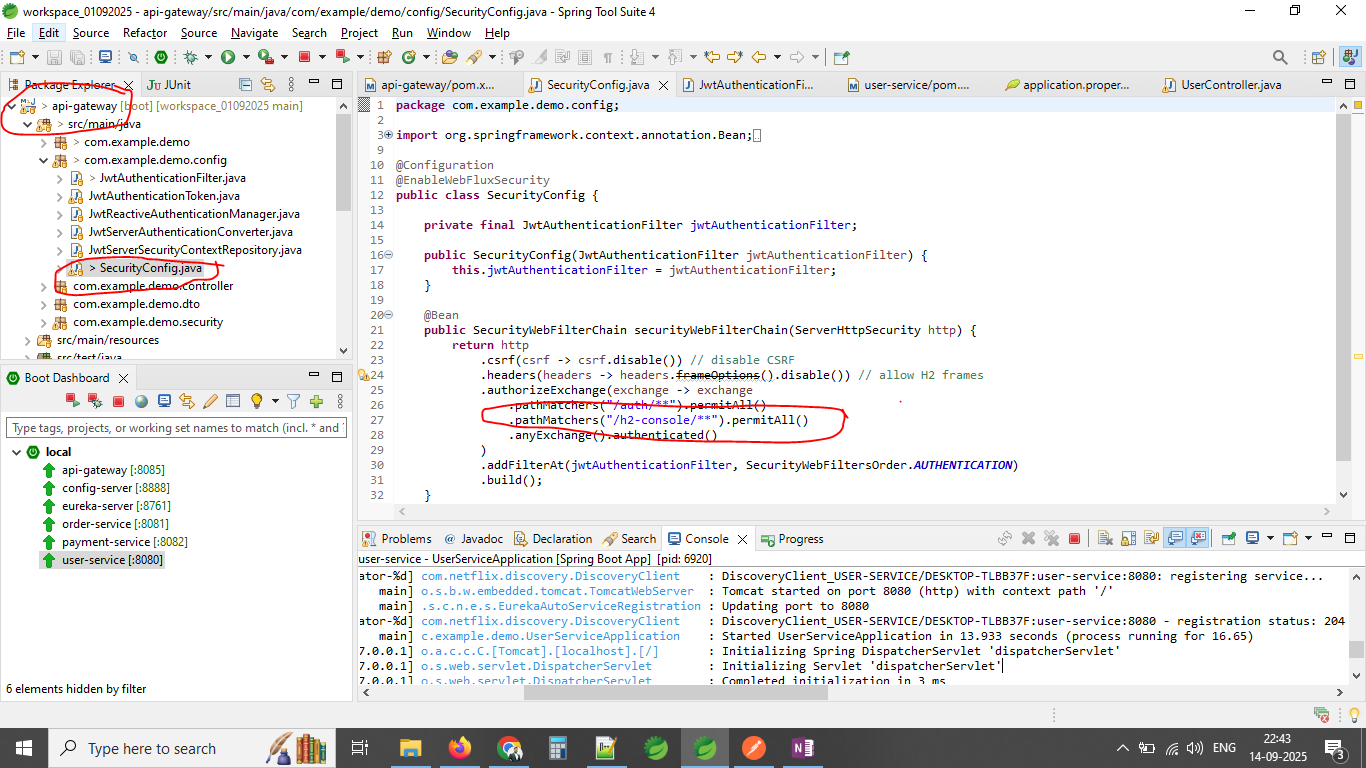 workspace_01092025 - api-gateway/src/main/java/com/example/demo/config/SecurityConfig.java - Spring Tool Suite 4
File Edit Source Refactor Source Navigate Search Project Run Window Help
Package Explorer JUnit
api-gateway [boot] [workspace_01092025 main]
> src/main/java
> com.example.demo
> com.example.demo.config
> JwtAuthenticationFilter.java
JwtAuthenticationToken.java
JwtReactiveAuthenticationManager.java
JwtServerAuthenticationConverter.java
JwtServerSecurityContextRepository.java
> SecurityConfig.java
com.example.demo.controller
com.example.demo.dto
com.example.demo.security
src/main/resources
src/test/java
Boot Dashboard
Type tags, projects, or working set names to match (incl. * and ?
local
api-gateway [:8085]
config-server [:8888]
eureka-server [:8761]
order-service [:8081]
payment-service [:8082]
user-service [:8080]
6 elements hidden by filter
api-gateway/pom.x... SecurityConfig.java JwtAuthenticationFi... user-service/pom.... application.proper... UserController.java
1 package com.example.demo.config;
2
3 import org.springframework.context.annotation.Bean;
9
10 @Configuration
11 @EnableWebFluxSecurity
12 public class SecurityConfig {
13
14 private final JwtAuthenticationFilter jwtAuthenticationFilter;
15
16 public SecurityConfig(JwtAuthenticationFilter jwtAuthenticationFilter) {
17 this.jwtAuthenticationFilter = jwtAuthenticationFilter;
18 }
19
20 @Bean
21 public SecurityWebFilterChain securityWebFilterChain(ServerHttpSecurity http) {
22 return http
23 .csrf(csrf -> csrf.disable()) // disable CSRF
24 .headers(headers -> headers.frameOptions().disable()) // allow H2 frames
25 .authorizeExchange(exchange -> exchange
26 .pathMatchers("/auth/**").permitAll()
27 .pathMatchers("/h2-console/**").permitAll()
28 .anyExchange().authenticated()
29 )
30 .addFilterAt(jwtAuthenticationFilter, SecurityWebFiltersOrder.AUTHENTICATION)
31 .build();
32 }
Problems @ Javadoc Declaration Search Console Progress
user-service - UserServiceApplication [Spring Boot App] [pid: 6920]
ator-%d] com.netflix.discovery.DiscoveryClient : DiscoveryClient_USER-SERVICE/DESKTOP-TLBB37F:user-service:8080: registering service...
main] o.s.b.w.embedded.tomcat.TomcatWebServer : Tomcat started on port 8080 (http) with context path '/'
main] .s.c.n.e.s.EurekaAutoServiceRegistration : Updating port to 8080
ator-%d] com.netflix.discovery.DiscoveryClient : DiscoveryClient_USER-SERVICE/DESKTOP-TLBB37F:user-service:8080 - registration status: 204
main] c.example.demo.UserServiceApplication : Started UserServiceApplication in 13.933 seconds (process running for 16.65)
7.0.0.1] o.a.c.c.C.[Tomcat].[localhost].[/] : Initializing Spring DispatcherServlet 'dispatcherServlet'
7.0.0.1] o.s.web.servlet.DispatcherServlet : Initializing Servlet 'dispatcherServlet'
7.0.0.1] o.s.web.servlet.DispatcherServlet : Completed initialization in 3 ms
Type here to search
ENG
22:43
14-09-2025
3